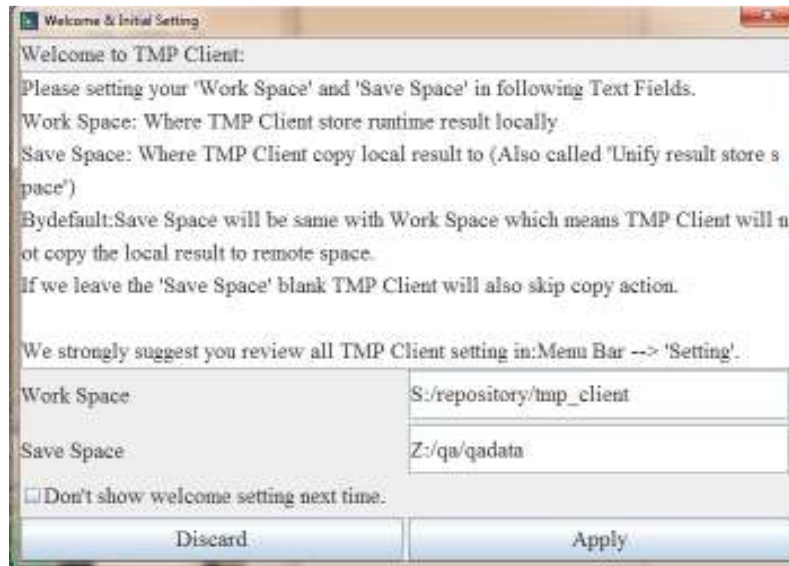 Welcome & Initial Setting
Welcome to TMP Client:
Please setting your 'Work Space' and 'Save Space' in following Text Fields.
Work Space: Where TMP Client store runtime result locally
Save Space: Where TMP Client copy local result to (Also called 'Unify result store s
pace')
Bydefault:Save Space will be same with Work Space which means TMP Client will n
ot copy the local result to remote space.
If we leave the 'Save Space' blank TMP Client will also skip copy action.
We strongly suggest you review all TMP Client setting in:Menu Bar --> 'Setting'.
Work Space S:/repository/tmp_client
Save Space Z:/qa/qadata
Don't show welcome setting next time.
Discard Apply